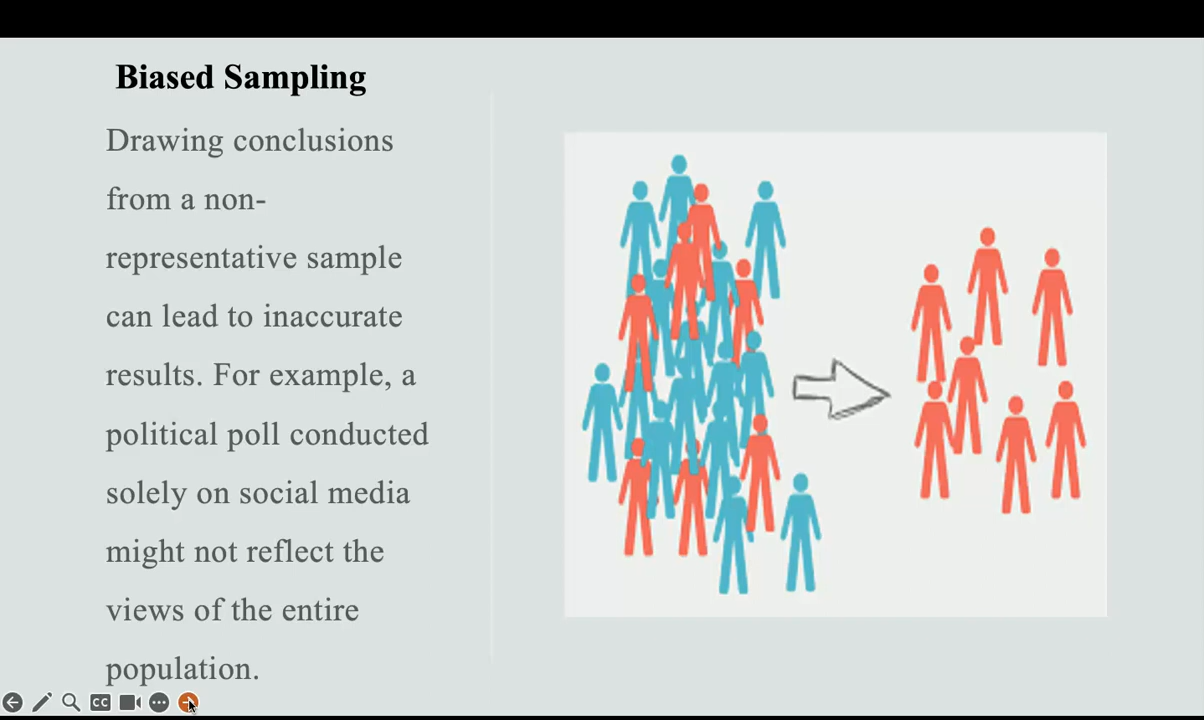 Biased Sampling
Drawing conclusions
from a non-
representative sample
can lead to inaccurate
results. For example, a
political poll conducted
solely on social media
might not reflect the
views of the entire
population.
CC